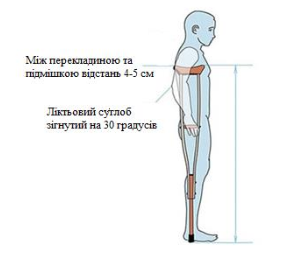 Між перекладиною та
підмішкою відстань 4-5 см
Ліктьовий суглоб
зігнутий на 30 градусів